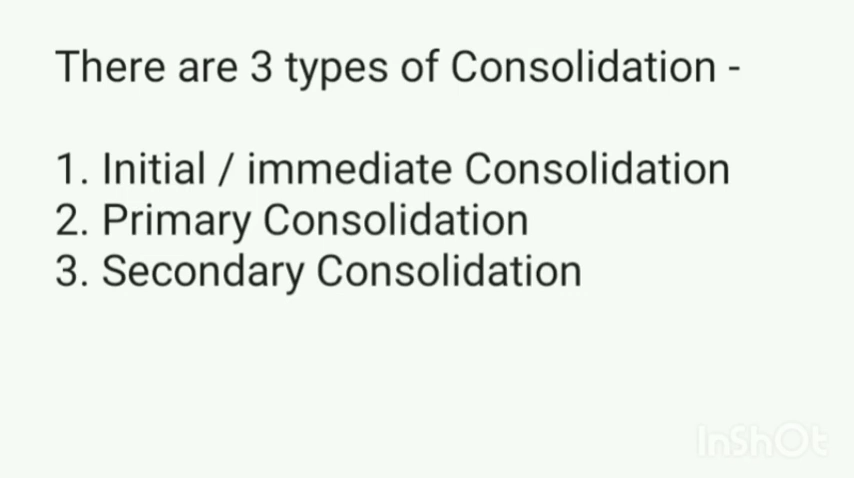 There are 3 types of Consolidation -
1. Initial / immediate Consolidation
2. Primary Consolidation
3. Secondary Consolidation
InShOt